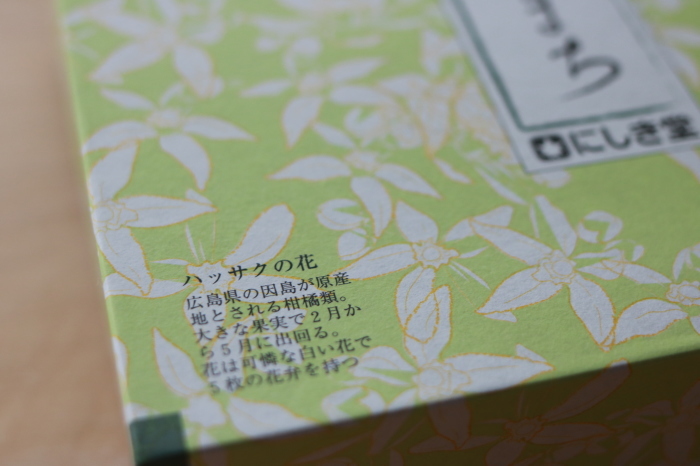 ち
にしき堂
ハッサクの花
広島県の因島が原産
地とされる柑橘類。
大きな果実で2月か
ら5月に出回る。
花は可憐な白い花で
5枚の花弁を持つ